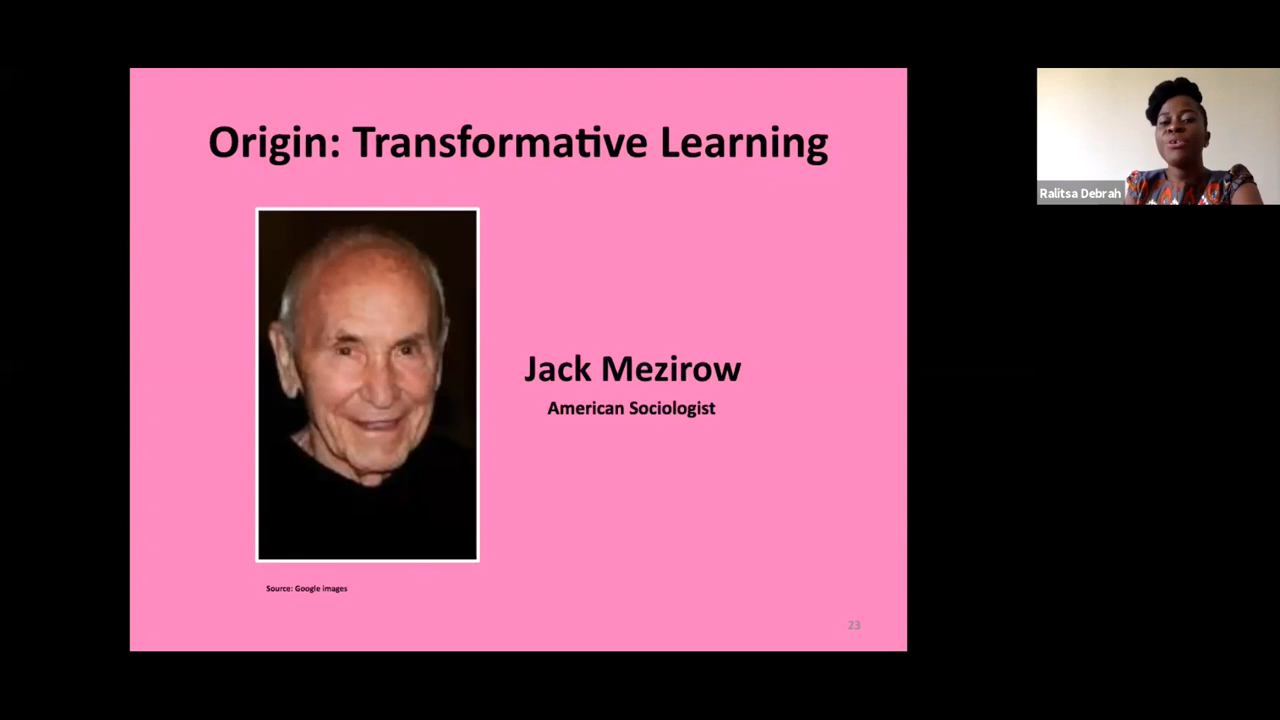 Origin: Transformative Learning
Ralitsa Debrah
Jack Mezirow
American Sociologist
Source: Google images
23